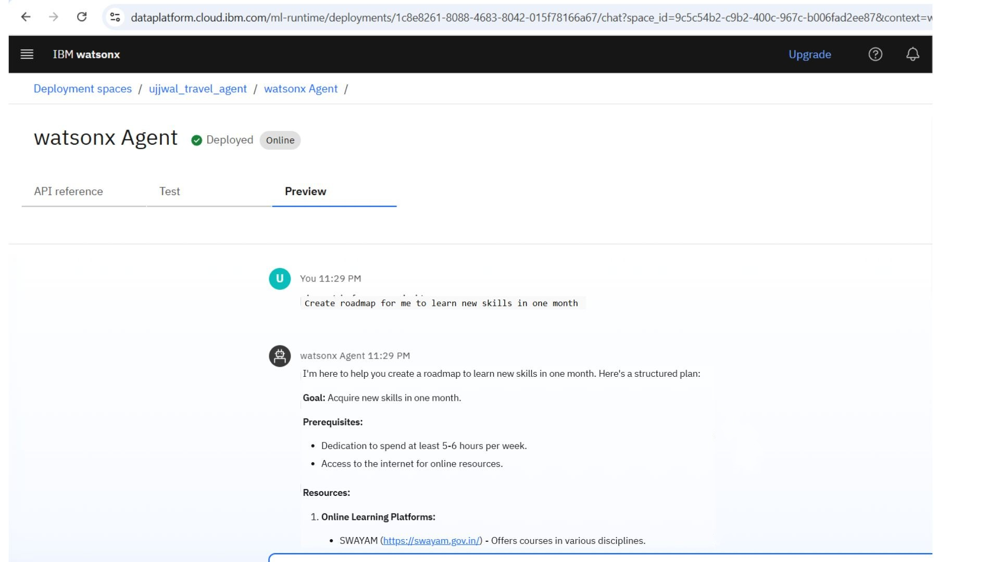 dataplatform.cloud.ibm.com/ml-runtime/deployments/1c8e8261-8088-4683-8042-015f78166a67/chat?space_id=9c5c54b2-c9b2-400c-967c-b006fad2ee87&context=w
IBM watsonx Upgrade
Deployment spaces / ujjwal_travel_agent / watsonx Agent /
watsonx Agent Deployed Online
API reference Test Preview
U You 11:29 PM
Create roadmap for me to learn new skills in one month
watsonx Agent 11:29 PM
I'm here to help you create a roadmap to learn new skills in one month. Here's a structured plan:
Goal: Acquire new skills in one month.
Prerequisites:
• Dedication to spend at least 5-6 hours per week.
• Access to the internet for online resources.
Resources:
1. Online Learning Platforms:
• SWAYAM (https://swayam.gov.in/) - Offers courses in various disciplines.